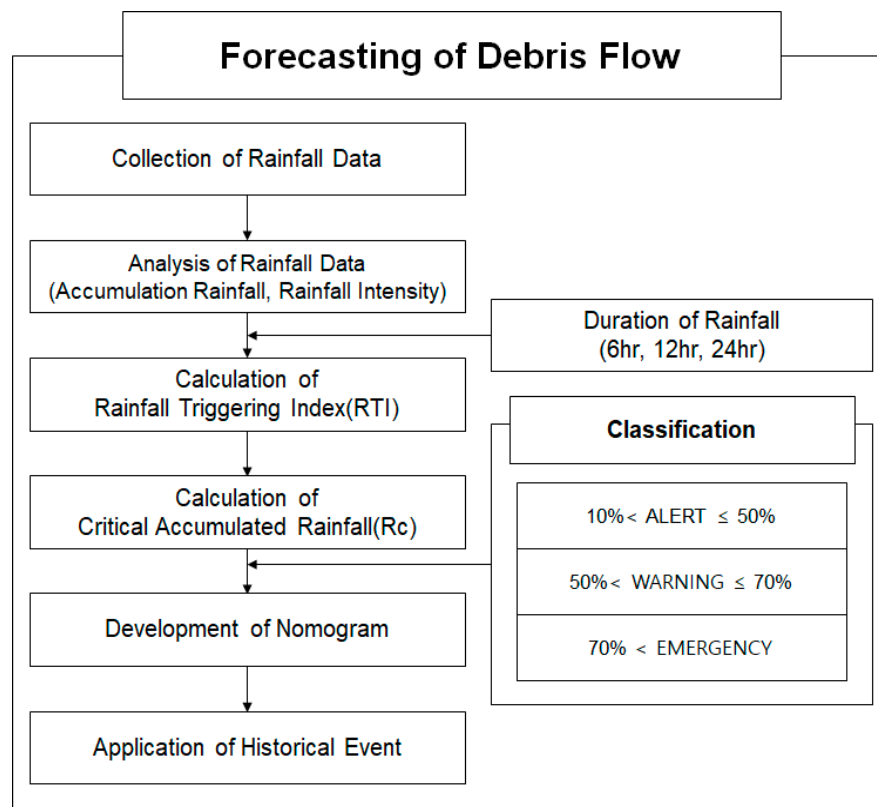 Forecasting of Debris Flow
Collection of Rainfall Data
Analysis of Rainfall Data
(Accumulation Rainfall, Rainfall Intensity)
Duration of Rainfall
(6hr, 12hr, 24hr)
Calculation of
Rainfall Triggering Index(RTI)
Classification
10%< ALERT ≤ 50%
50%< WARNING ≤ 70%
70% < EMERGENCY
Calculation of
Critical Accumulated Rainfall(Rc)
Development of Nomogram
Application of Historical Event